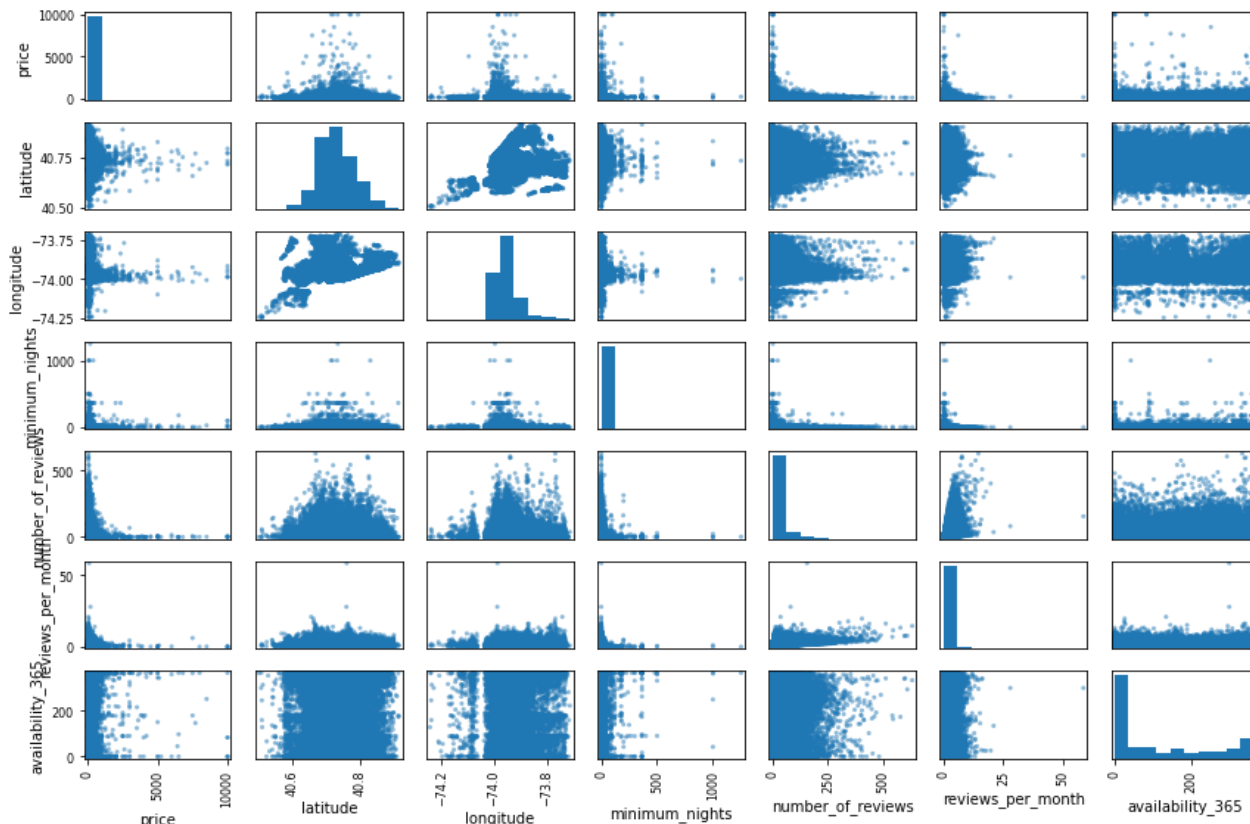 price
10000
5000
0
latitude
40.75
40.50
longitude
−73.75
−74.00
−74.25
minimum_nights
1000
0
number_of_reviews
500
0
reviews_per_month
50
0
availability_365
200
0
0
5000
10000
price
40.6
40.8
latitude
−74.2
−74.0
−73.8
longitude
0
500
1000
minimum_nights
0
250
500
number_of_reviews
0
50
reviews_per_month
0
200
availability_365